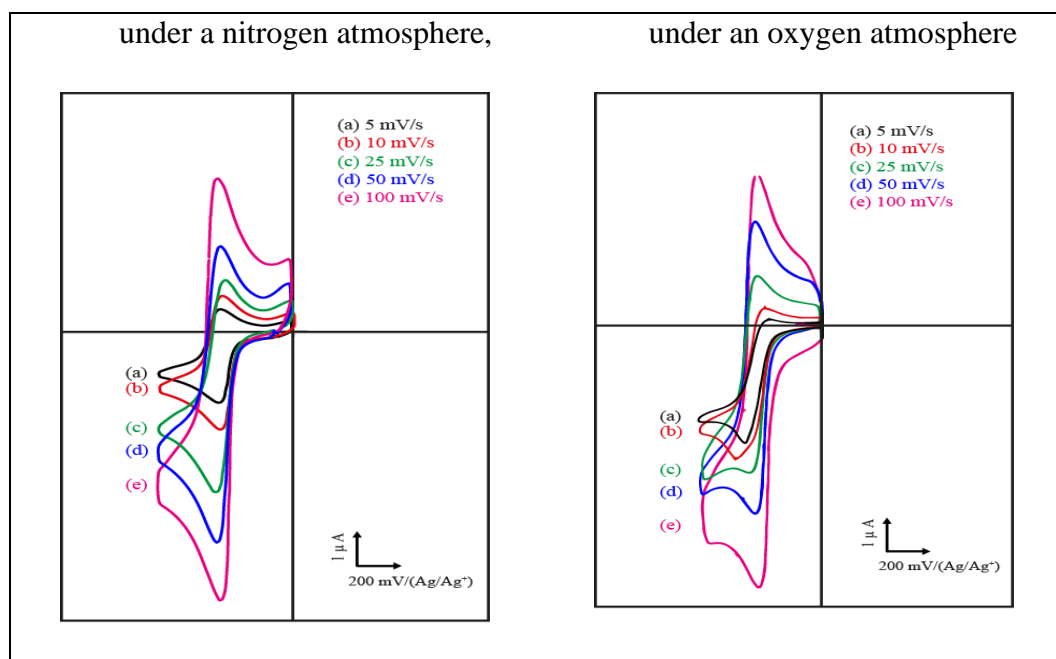 under a nitrogen atmosphere,
under an oxygen atmosphere
(a) 5 mV/s
(b) 10 mV/s
(c) 25 mV/s
(d) 50 mV/s
(e) 100 mV/s
(a)
(b)
(c)
(d)
(e)
1 µA
200 mV/(Ag/Ag⁺)
(a) 5 mV/s
(b) 10 mV/s
(c) 25 mV/s
(d) 50 mV/s
(e) 100 mV/s
(a)
(b)
(c)
(d)
(e)
1 µA
200 mV/(Ag/Ag⁺)